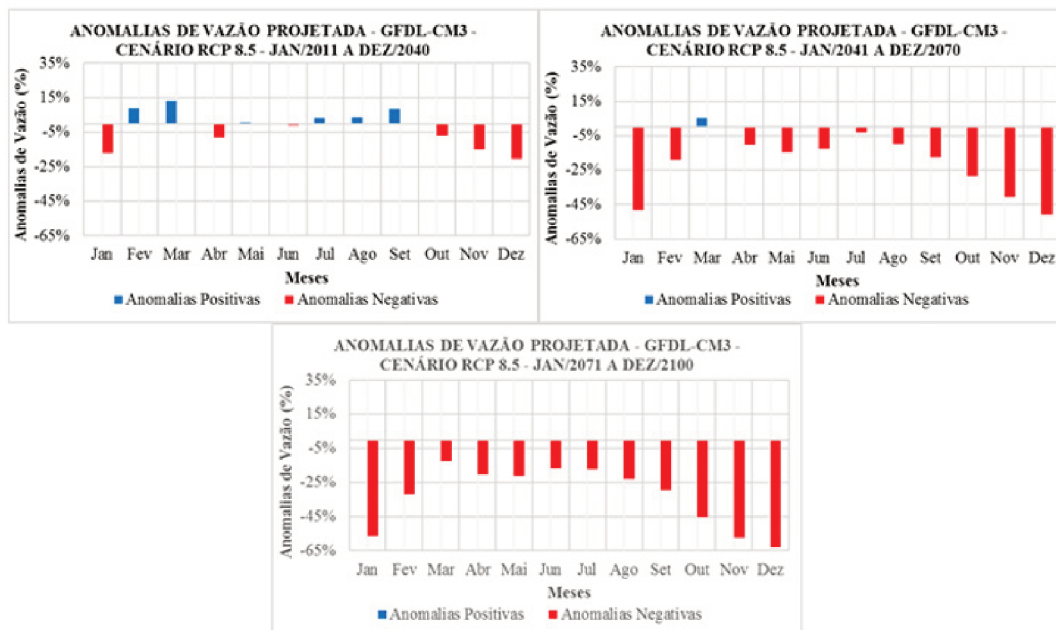 ANOMALIAS DE VAZÃO PROJETADA - GFDL-CM3 -
CENÁRIO RCP 8.5 - JAN/2011 A DEZ/2040
Anomalias de Vazão (%)
35%
15%
-5%
-25%
-45%
-65%
Jan Fev Mar Abr Mai Jun Jul Ago Set Out Nov Dez
Meses
Anomalias Positivas Anomalias Negativas
ANOMALIAS DE VAZÃO PROJETADA - GFDL-CM3 -
CENÁRIO RCP 8.5 - JAN/2041 A DEZ/2070
Anomalias de Vazão (%)
35%
15%
-5%
-25%
-45%
-65%
Jan Fev Mar Abr Mai Jun Jul Ago Set Out Nov Dez
Meses
Anomalias Positivas Anomalias Negativas
ANOMALIAS DE VAZÃO PROJETADA - GFDL-CM3 -
CENÁRIO RCP 8.5 - JAN/2071 A DEZ/2100
Anomalias de Vazão (%)
35%
15%
-5%
-25%
-45%
-65%
Jan Fev Mar Abr Mai Jun Jul Ago Set Out Nov Dez
Meses
Anomalias Positivas Anomalias Negativas